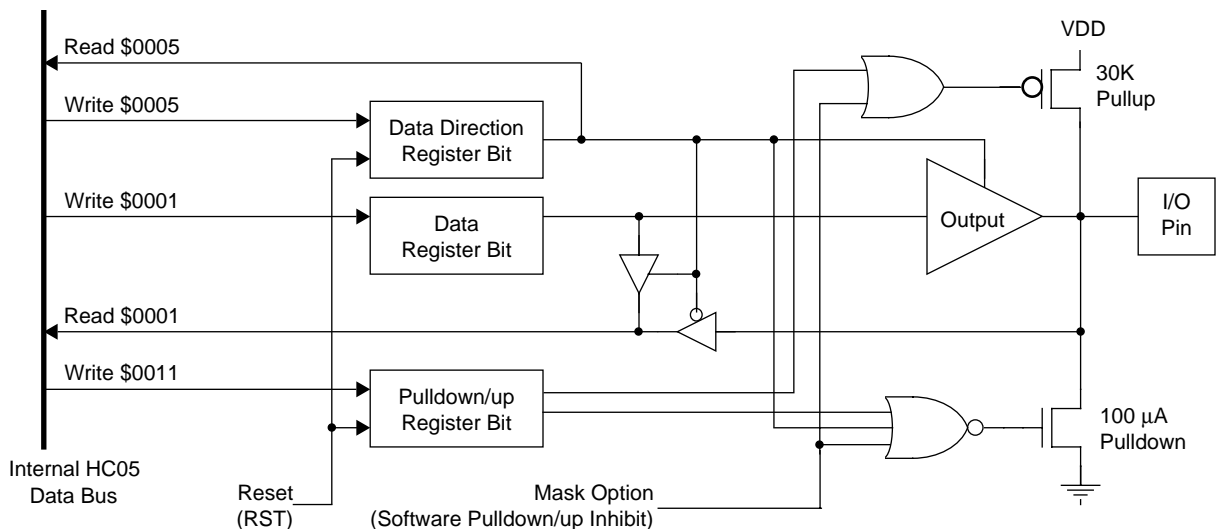 VDD
Read $0005
30K
Pullup
Write $0005
Data Direction
Register Bit
Write $0001
Data
Register Bit
Output
I/O
Pin
Read $0001
Write $0011
Pulldown/up
Register Bit
100 μA
Pulldown
Internal HC05
Data Bus
Reset
(RST)
Mask Option
(Software Pulldown/up Inhibit)